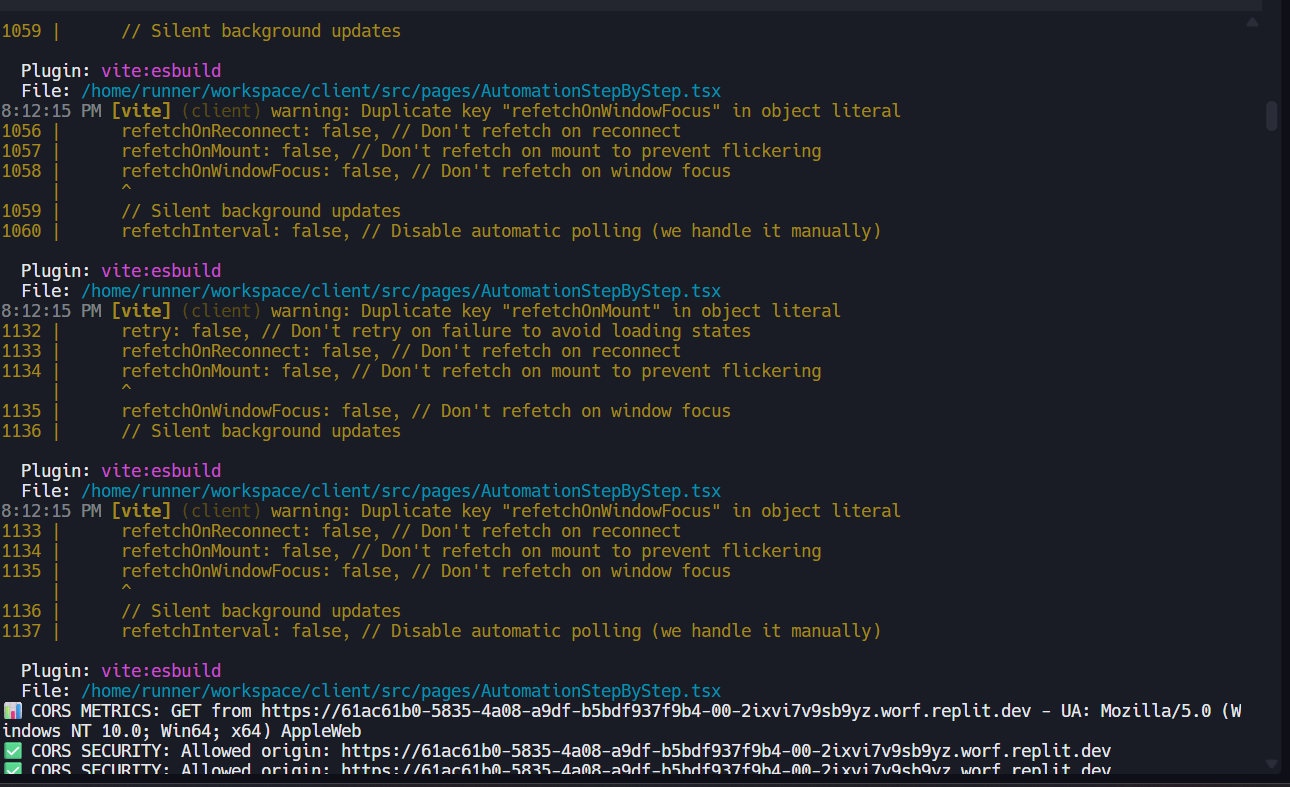 1059 |      // Silent background updates
  Plugin: vite:esbuild
  File: /home/runner/workspace/client/src/pages/AutomationStepByStep.tsx
8:12:15 PM [vite] (client) warning: Duplicate key "refetchOnWindowFocus" in object literal
1056 |      refetchOnReconnect: false, // Don't refetch on reconnect
1057 |      refetchOnMount: false, // Don't refetch on mount to prevent flickering
1058 |      refetchOnWindowFocus: false, // Don't refetch on window focus
     |      ^
1059 |      // Silent background updates
1060 |      refetchInterval: false, // Disable automatic polling (we handle it manually)
  Plugin: vite:esbuild
  File: /home/runner/workspace/client/src/pages/AutomationStepByStep.tsx
8:12:15 PM [vite] (client) warning: Duplicate key "refetchOnMount" in object literal
1132 |      retry: false, // Don't retry on failure to avoid loading states
1133 |      refetchOnReconnect: false, // Don't refetch on reconnect
1134 |      refetchOnMount: false, // Don't refetch on mount to prevent flickering
     |      ^
1135 |      refetchOnWindowFocus: false, // Don't refetch on window focus
1136 |      // Silent background updates
  Plugin: vite:esbuild
  File: /home/runner/workspace/client/src/pages/AutomationStepByStep.tsx
8:12:15 PM [vite] (client) warning: Duplicate key "refetchOnWindowFocus" in object literal
1133 |      refetchOnReconnect: false, // Don't refetch on reconnect
1134 |      refetchOnMount: false, // Don't refetch on mount to prevent flickering
1135 |      refetchOnWindowFocus: false, // Don't refetch on window focus
     |      ^
1136 |      // Silent background updates
1137 |      refetchInterval: false, // Disable automatic polling (we handle it manually)
  Plugin: vite:esbuild
  File: /home/runner/workspace/client/src/pages/AutomationStepByStep.tsx
📊 CORS METRICS: GET from https://61ac61b0-5835-4a08-a9df-b5bdf937f9b4-00-2ixvi7v9sb9yz.worf.replit.dev - UA: Mozilla/5.0 (W
indows NT 10.0; Win64; x64) AppleWeb
✅ CORS SECURITY: Allowed origin: https://61ac61b0-5835-4a08-a9df-b5bdf937f9b4-00-2ixvi7v9sb9yz.worf.replit.dev
✅ CORS SECURITY: Allowed origin: https://61ac61b0-5835-4a08-a9df-b5bdf937f9b4-00-2ixvi7v9sb9yz.worf.replit.dev